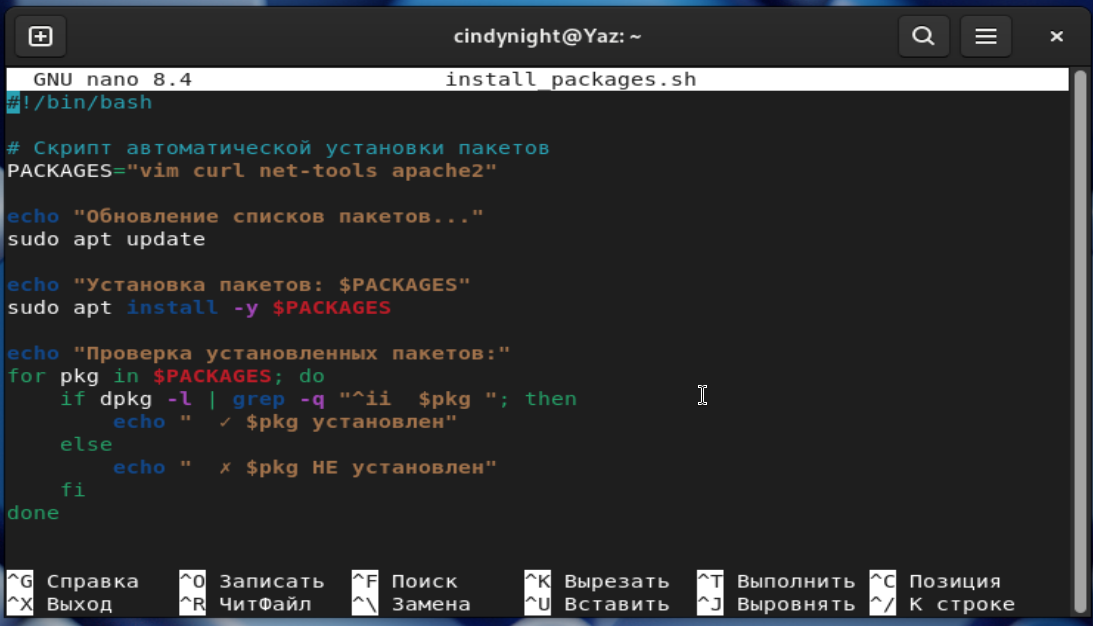 cindynight@Yaz: ~
GNU nano 8.4 install_packages.sh
#!/bin/bash
# Скрипт автоматической установки пакетов
PACKAGES="vim curl net-tools apache2"
echo "Обновление списков пакетов..."
sudo apt update
echo "Установка пакетов: $PACKAGES"
sudo apt install -y $PACKAGES
echo "Проверка установленных пакетов:"
for pkg in $PACKAGES; do
    if dpkg -l | grep -q "^ii  $pkg "; then
        echo "  ✓ $pkg установлен"
    else
        echo "  ✗ $pkg НЕ установлен"
    fi
done
^G Справка ^O Записать ^F Поиск ^K Вырезать ^T Выполнить ^C Позиция
^X Выход ^R ЧитФайл ^\ Замена ^U Вставить ^J Выровнять ^/ К строке